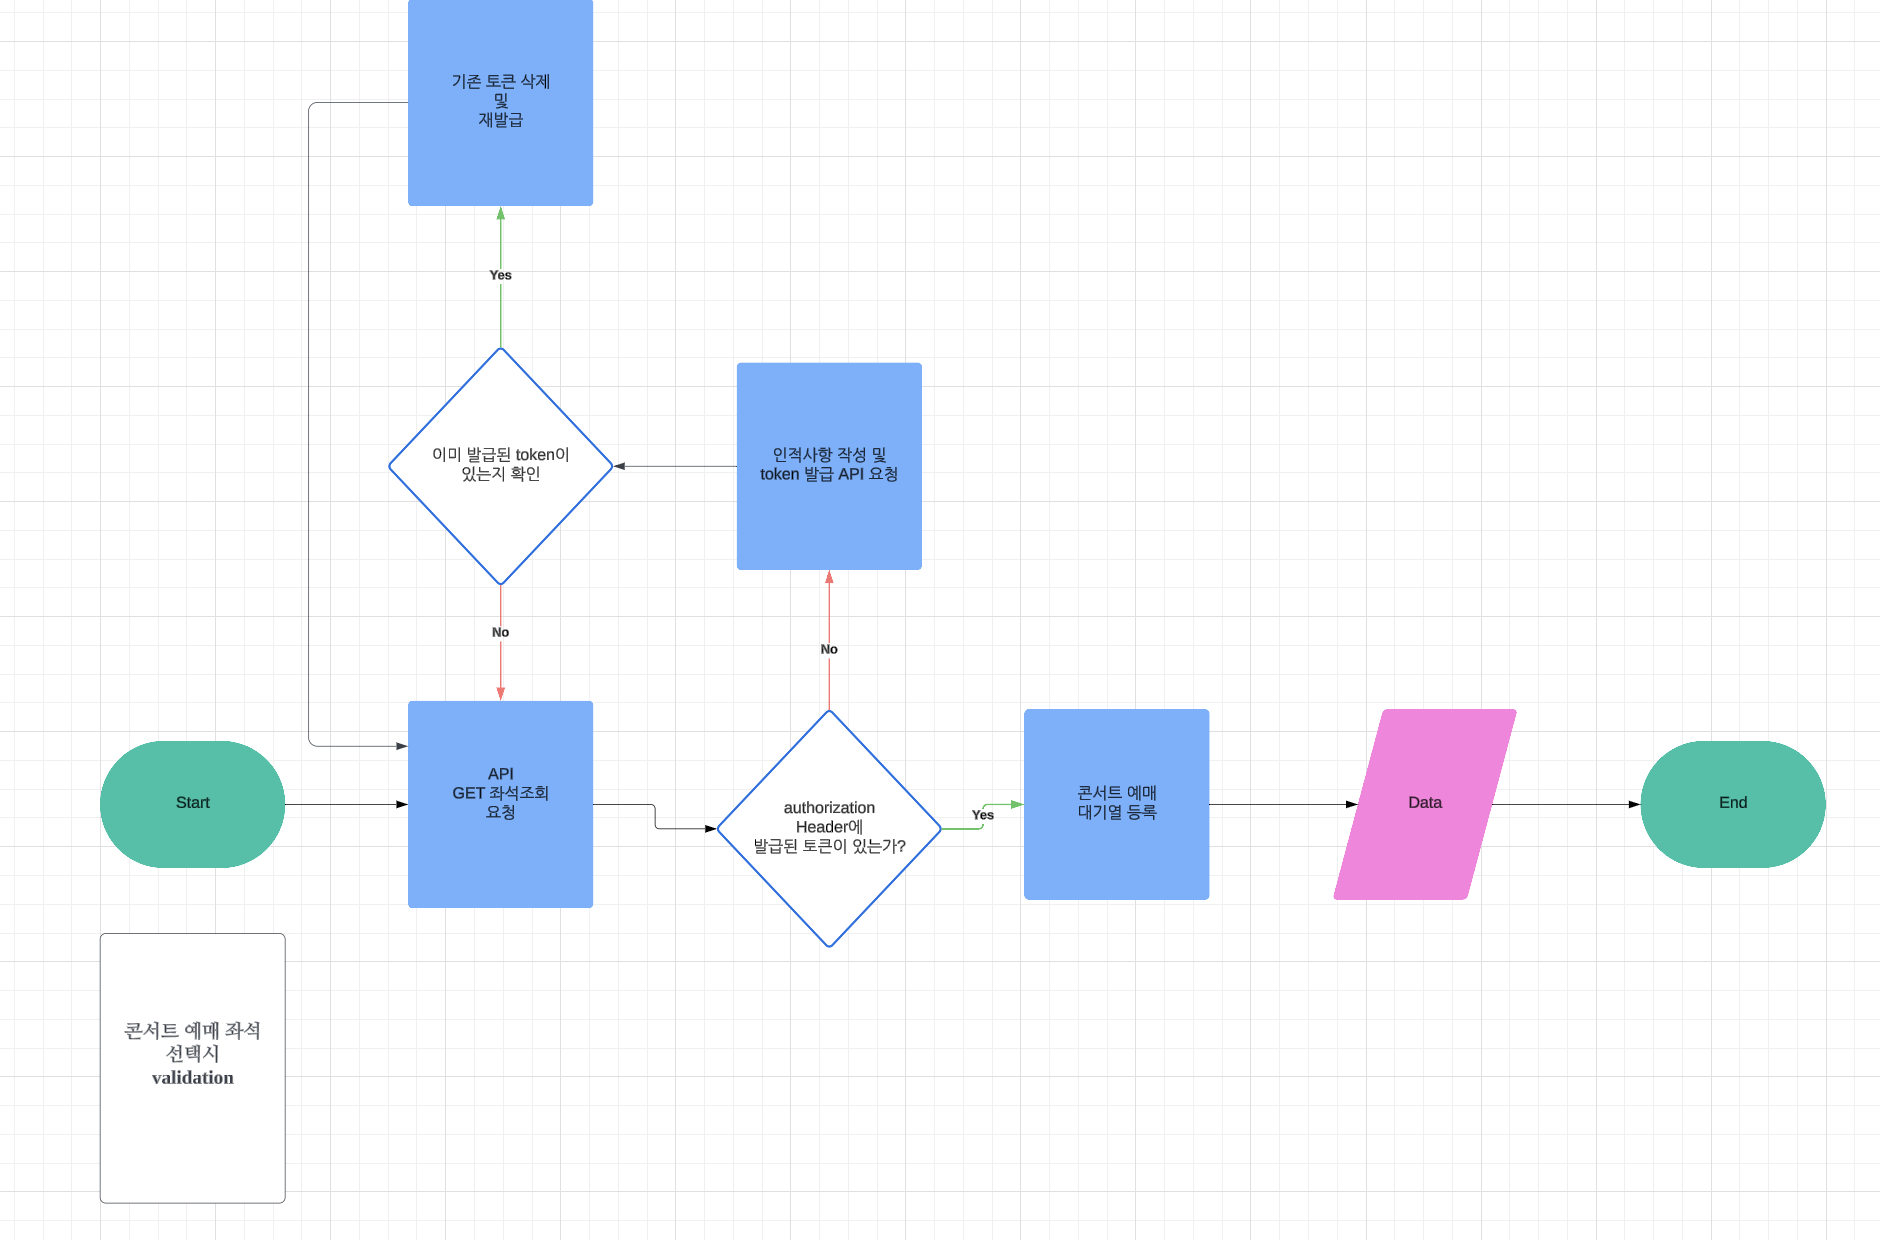 기존 토큰 삭제
및
재발급
Yes
이미 발급된 token이
있는지 확인
인적사항 작성 및
token 발급 API 요청
No
No
Start
API
GET 좌석조회
요청
authorization
Header에
발급된 토큰이 있는가?
Yes
콘서트 예매
대기열 등록
Data
End
콘서트 예매 좌석
선택시
validation